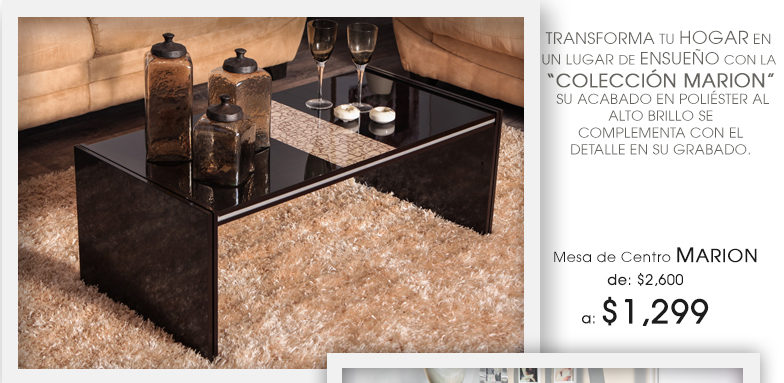 TRANSFORMA TU HOGAR EN
UN LUGAR DE ENSUEÑO CON LA
“COLECCIÓN MARION”
SU ACABADO EN POLIÉSTER AL
ALTO BRILLO SE
COMPLEMENTA CON EL
DETALLE EN SU GRABADO.
Mesa de Centro MARION
de: $2,600
a: $1,299